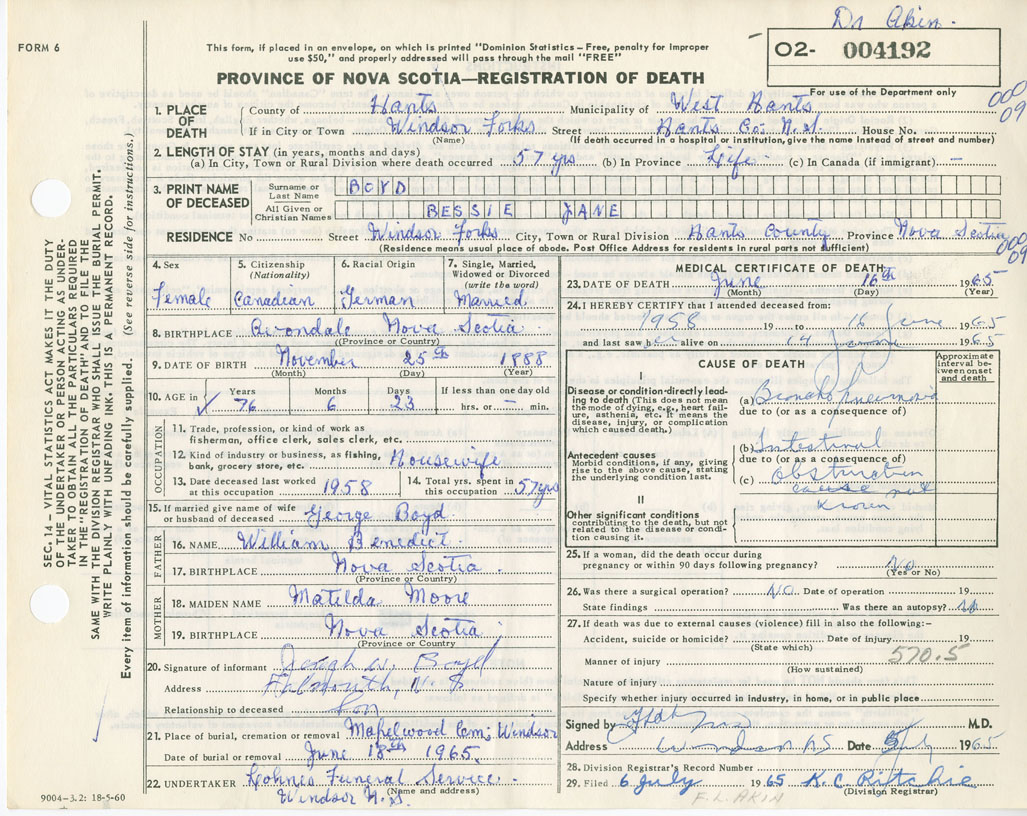 Dr Akin.
FORM 6
This form, if placed in an envelope, on which is printed "Dominion Statistics—Free, penalty for improper
use $50," and properly addressed will pass through the mail "FREE"
O2- 004192
PROVINCE OF NOVA SCOTIA—REGISTRATION OF DEATH
For use of the Department only
000
09
1. PLACE OF DEATH
County of Hants Municipality of West Hants
If in City or Town Windsor Forks Street Hants Co. N.S. House No.
(Name) (If death occurred in a hospital or institution, give the name instead of street and number)
2. LENGTH OF STAY (in years, months and days)
(a) In City, Town or Rural Division where death occurred 57 yrs (b) In Province Life (c) In Canada (if immigrant) —
3. PRINT NAME OF DECEASED
Surname or Last Name BOYD
All Given or Christian Names BESSIE JANE
RESIDENCE No Street Windsor Forks City, Town or Rural Division Hants County Province Nova Scotia
(Residence means usual place of abode. Post Office Address for residents in rural parts not sufficient)
000
09
4. Sex Female
5. Citizenship (Nationality) Canadian
6. Racial Origin German
7. Single, Married, Widowed or Divorced (write the word) Married
8. BIRTHPLACE Avondale Nova Scotia
(Province or Country)
9. DATE OF BIRTH November 25th 1888
(Month) (Day) (Year)
10. AGE in Years 76 Months 6 Days 23 If less than one day old hrs. or — min.
OCCUPATION
11. Trade, profession, or kind of work as
fisherman, office clerk, sales clerk, etc.
12. Kind of industry or business, as fishing,
bank, grocery store, etc. Housewife
13. Date deceased last worked at this occupation 1958
14. Total yrs. spent in this occupation 57 yrs
15. If married give name of wife or husband of deceased George Boyd.
FATHER
16. NAME William Benedict.
17. BIRTHPLACE Nova Scotia
(Province or Country)
MOTHER
18. MAIDEN NAME Matilda Moore
19. BIRTHPLACE Nova Scotia
(Province or Country)
20. Signature of informant Joseph W. Boyd
Address Falmouth, N.S
Relationship to deceased Son
21. Place of burial, cremation or removal Mapelwood Cem; Windsor
Date of burial or removal June 18th 1965.
22. UNDERTAKER Lohnes Funeral Service.
(Name and address)
Windsor N.S.
MEDICAL CERTIFICATE OF DEATH
23. DATE OF DEATH June 16th 1965
(Month) (Day) (Year)
24. I HEREBY CERTIFY that I attended deceased from:
1958 19 to 16 June 1965
and last saw her alive on 14 June 1965
CAUSE OF DEATH
Approximate interval between onset and death
I
Disease or condition directly leading to death (This does not mean the mode of dying, e.g., heart failure, asthenia, etc. It means the disease, injury, or complication which caused death.)
(a) Broncho Pneumonia
due to (or as a consequence of)
Antecedent causes
Morbid conditions, if any, giving rise to the above cause, stating the underlying condition last.
(b) Intestinal
due to (or as a consequence of)
(c) Obstruction
cause not
known
II
Other significant conditions
contributing to the death, but not related to the disease or condition causing it.
25. If a woman, did the death occur during
pregnancy or within 90 days following pregnancy? No
(Yes or No)
26. Was there a surgical operation? No. Date of operation 19
State findings Was there an autopsy? No
27. If death was due to external causes (violence) fill in also the following:—
Accident, suicide or homicide? Date of injury 19
(State which)
570.5
Manner of injury
(How sustained)
Nature of injury
Specify whether injury occurred in industry, in home, or in public place
Signed by M.D.
Address Windsor N.S. Date 5 July 1965
28. Division Registrar's Record Number
29. Filed 6 July 1965 K. C. Ritchie
(Division Registrar)
F.L. AKIN
9004-3.2: 18-5-60
SEC. 14 — VITAL STATISTICS ACT MAKES IT THE DUTY
OF THE UNDERTAKER OR PERSON ACTING AS UNDER-
TAKER TO OBTAIN ALL THE PARTICULARS REQUIRED
IN THE "REGISTRATION OF DEATH" AND TO FILE THE
SAME WITH THE DIVISION REGISTRAR WHO SHALL ISSUE THE BURIAL PERMIT.
WRITE PLAINLY WITH UNFADING INK. THIS IS A PERMANENT RECORD.
Every item of information should be carefully supplied. (See reverse side for instructions.)